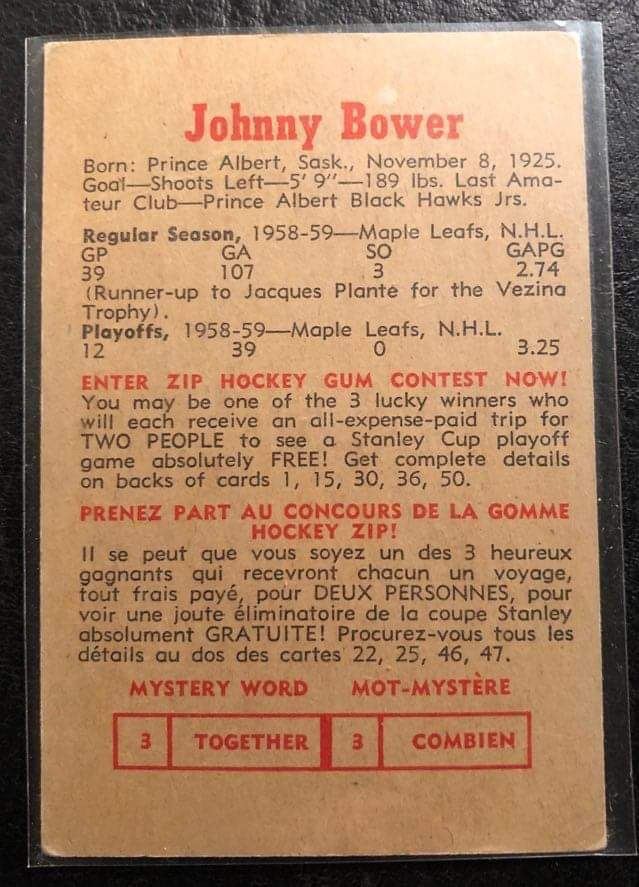 Johnny Bower
Born: Prince Albert, Sask., November 8, 1925.
Goal—Shoots Left—5' 9"—189 lbs. Last Ama-
teur Club—Prince Albert Black Hawks Jrs.
Regular Season, 1958-59—Maple Leafs, N.H.L.
GP GA SO GAPG
39 107 3 2.74
(Runner-up to Jacques Plante for the Vezina
Trophy).
Playoffs, 1958-59—Maple Leafs, N.H.L.
12 39 0 3.25
ENTER ZIP HOCKEY GUM CONTEST NOW!
You may be one of the 3 lucky winners who
will each receive an all-expense-paid trip for
TWO PEOPLE to see a Stanley Cup playoff
game absolutely FREE! Get complete details
on backs of cards 1, 15, 30, 36, 50.
PRENEZ PART AU CONCOURS DE LA GOMME
HOCKEY ZIP!
Il se peut que vous soyez un des 3 heureux
gagnants qui recevront chacun un voyage,
tout frais payé, pour DEUX PERSONNES, pour
voir une joute éliminatoire de la coupe Stanley
absolument GRATUITE! Procurez-vous tous les
détails au dos des cartes 22, 25, 46, 47.
MYSTERY WORD MOT-MYSTÈRE
3 TOGETHER 3 COMBIEN